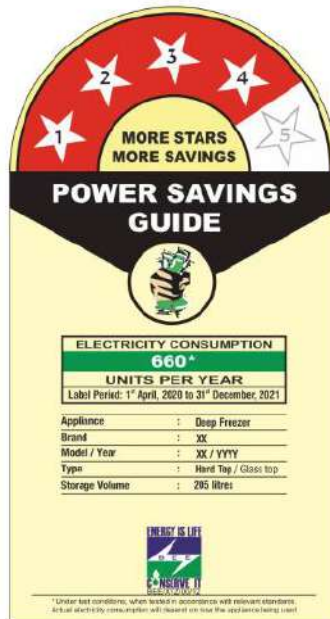 1 2 3 4 5
MORE STARS
MORE SAVINGS
POWER SAVINGS
GUIDE
ELECTRICITY CONSUMPTION
660*
UNITS PER YEAR
Label Period: 1st April, 2020 to 31st December, 2021
Appliance : Deep Freezer
Brand : XX
Model / Year : XX / YYYY
Type : Hard Top / Glass top
Storage Volume : 205 litres
ENERGY IS LIFE
BEE
CONSERVE IT
* Under test conditions, when tested in accordance with relevant standards.
Actual electricity consumption will depend on how the appliance being used